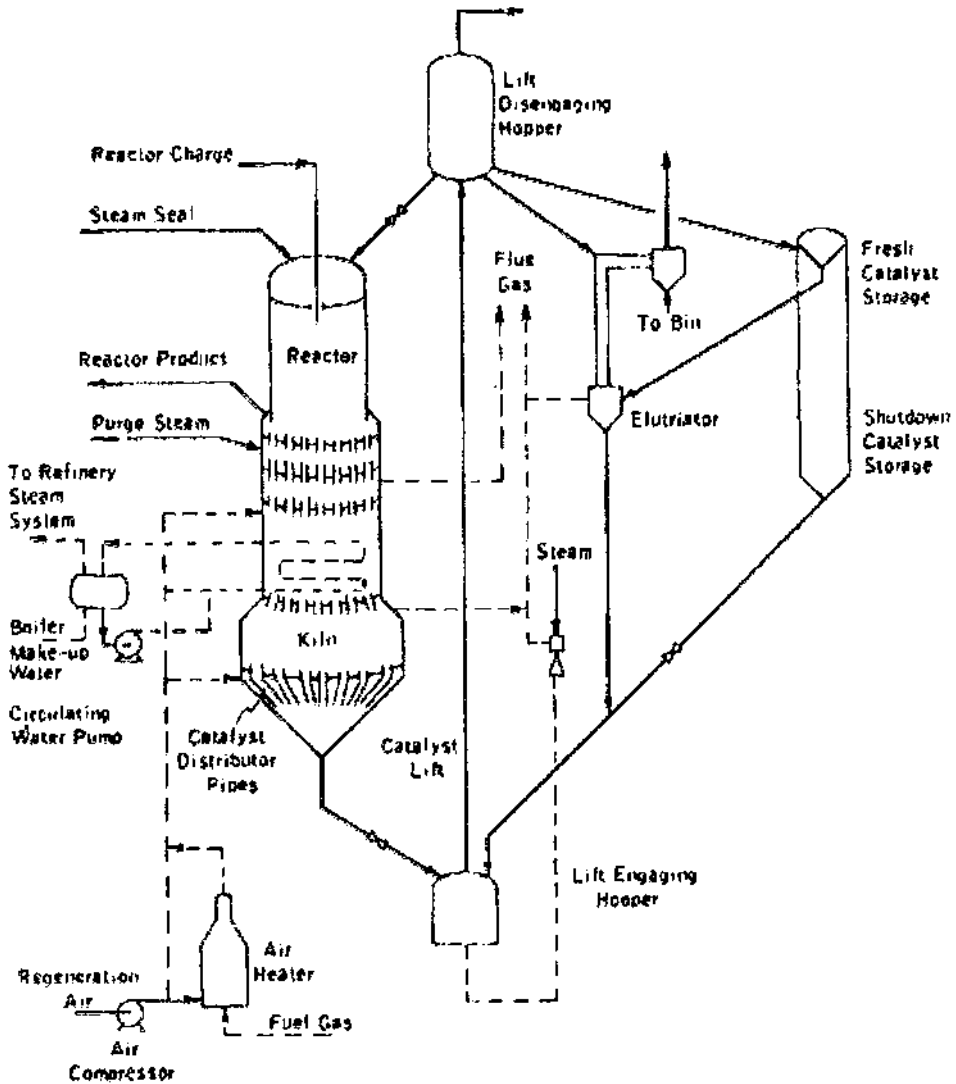 Lift
Disengaging
Hopper
Reactor Charge
Steam Seal
Flue
Gas
Fresh
Catalyst
Storage
To Bin
Reactor
Reactor Product
Purge Steam
Elutriator
Shutdown
Catalyst
Storage
To Refinery
Steam
System
Steam
Boiler
Make-up
Water
Kiln
Circulating
Water Pump
Catalyst
Distributor
Pipes
Catalyst
Lift
Lift Engaging
Hopper
Air
Heater
Regeneration
Air
Fuel Gas
Air
Compressor